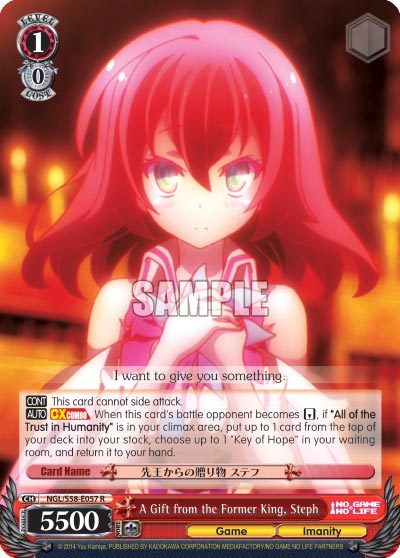 LEVEL
1
0
COST
SAMPLE
I want to give you something.
CONT This card cannot side attack.
AUTO CXCOMBO When this card's battle opponent becomes [▼], if "All of the
Trust in Humanity" is in your climax area, put up to 1 card from the top of
your deck into your stock, choose up to 1 "Key of Hope" in your waiting
room, and return it to your hand.
Card Name 先王からの贈り物 ステフ
CH NGL/S58-E057 R
A Gift from the Former King, Steph
NO GAME NO LIFE
POWER
5500
Game
Imanity
© 2014 Yuu Kamiya, PUBLISHED BY KADOKAWA CORPORATION MEDIAFACTORY/NO GAME NO LIFE PARTNERS.